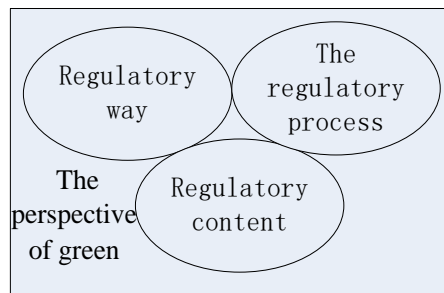 Regulatory
way
The
regulatory
process
The
perspective
of green
Regulatory
content